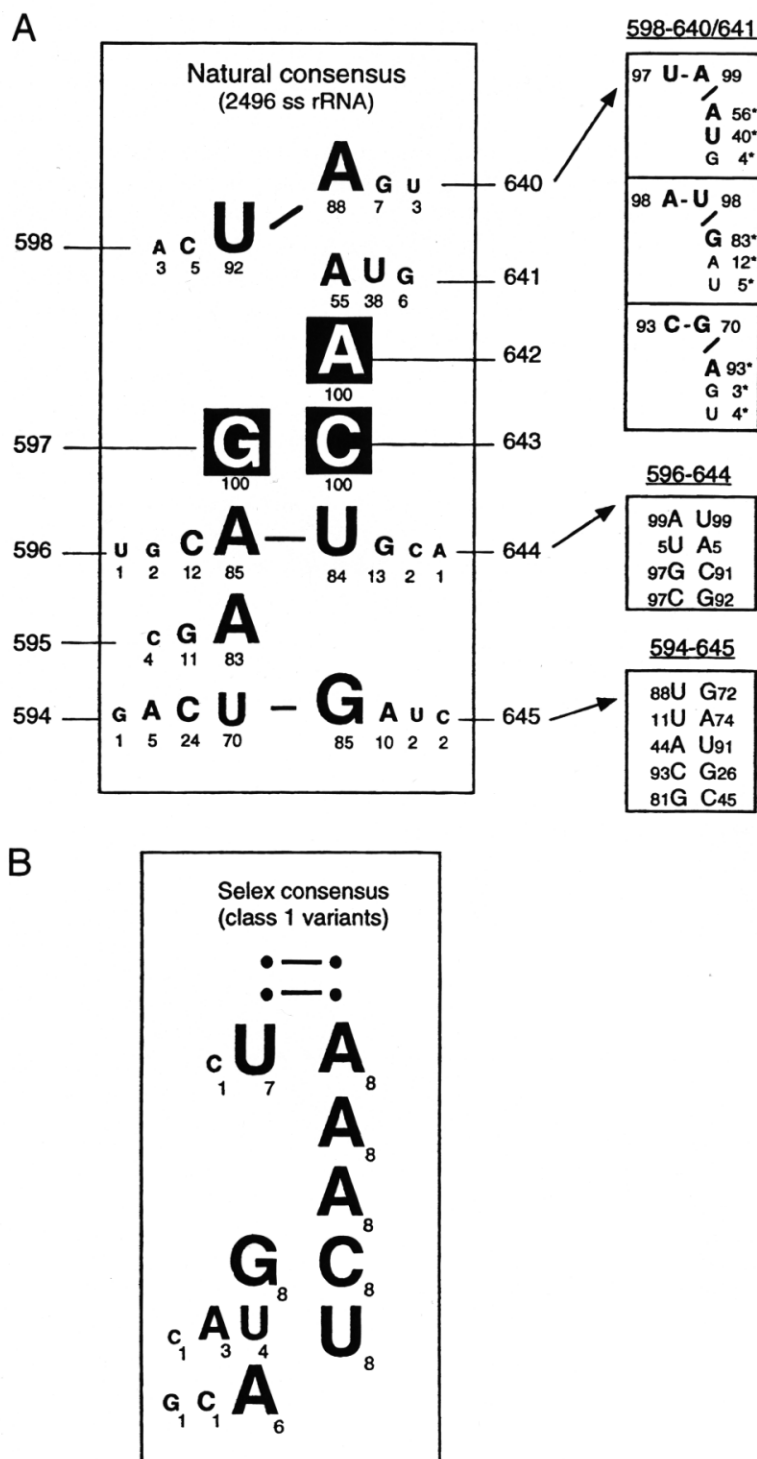 A
Natural consensus
(2496 ss rRNA)
A G U 640
88 7 3
598 A C U
3 5 92
A U G 641
55 38 6
A 642
100
597 G C 643
100 100
596 U G C A U G C A 644
1 2 12 85 84 13 2 1
595 C G A
4 11 83
594 G A C U G A U C 645
1 5 24 70 85 10 2 2
598-640/641
97 U-A 99
A 56*
U 40*
G 4*
98 A-U 98
G 83*
A 12*
U 5*
93 C-G 70
A 93*
G 3*
U 4*
596-644
99A U99
5U A5
97G C91
97C G92
594-645
88U G72
11U A74
44A U91
93C G26
81G C45
B
Selex consensus
(class 1 variants)
C U A
1 7 8
A
8
A
8
G C
8 8
C A U U
1 3 4 8
G C A
1 1 6